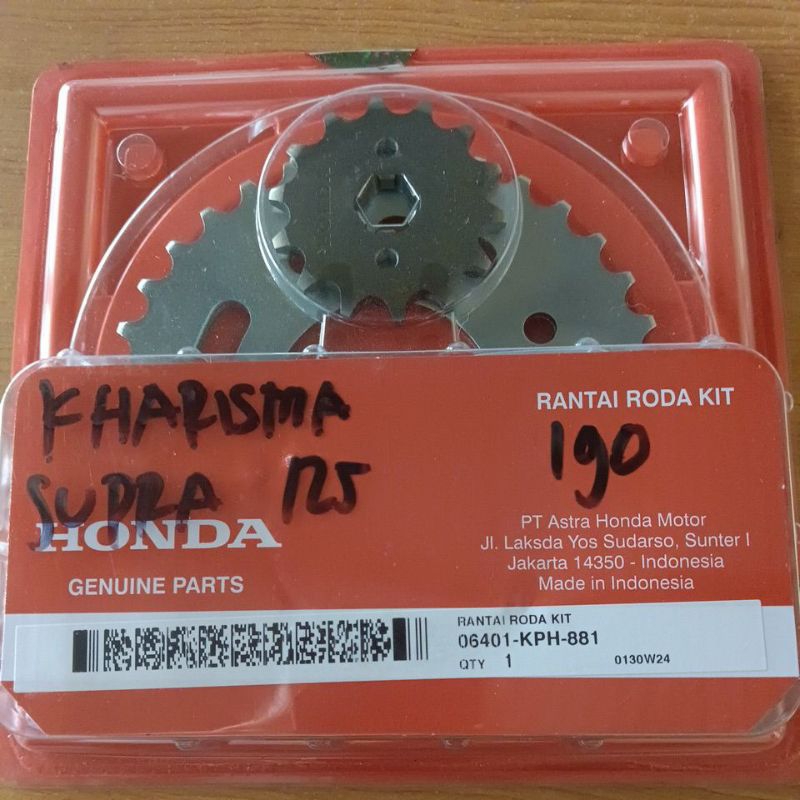 KHARISMA
SUPRA 125
RANTAI RODA KIT
190
HONDA
GENUINE PARTS
PT Astra Honda Motor
Jl. Laksda Yos Sudarso, Sunter I
Jakarta 14350 - Indonesia
Made in Indonesia
RANTAI RODA KIT
06401-KPH-881
QTY 1 0130W24